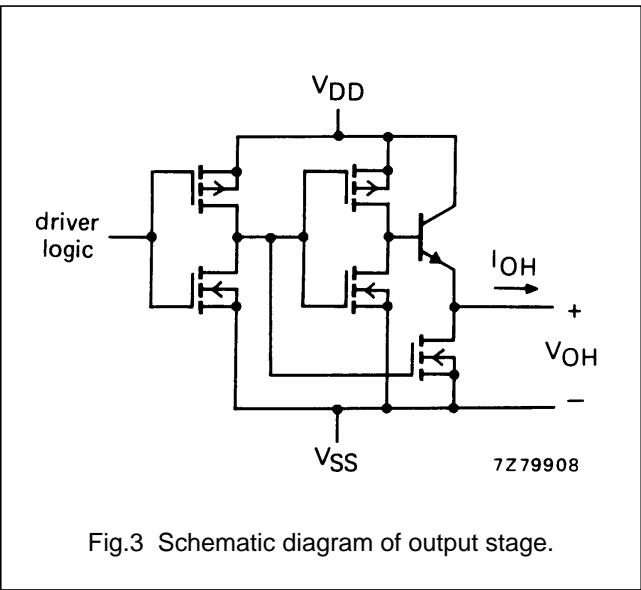 VDD
driver
logic
IOH
+
VOH
−
VSS
7Z79908
Fig.3 Schematic diagram of output stage.